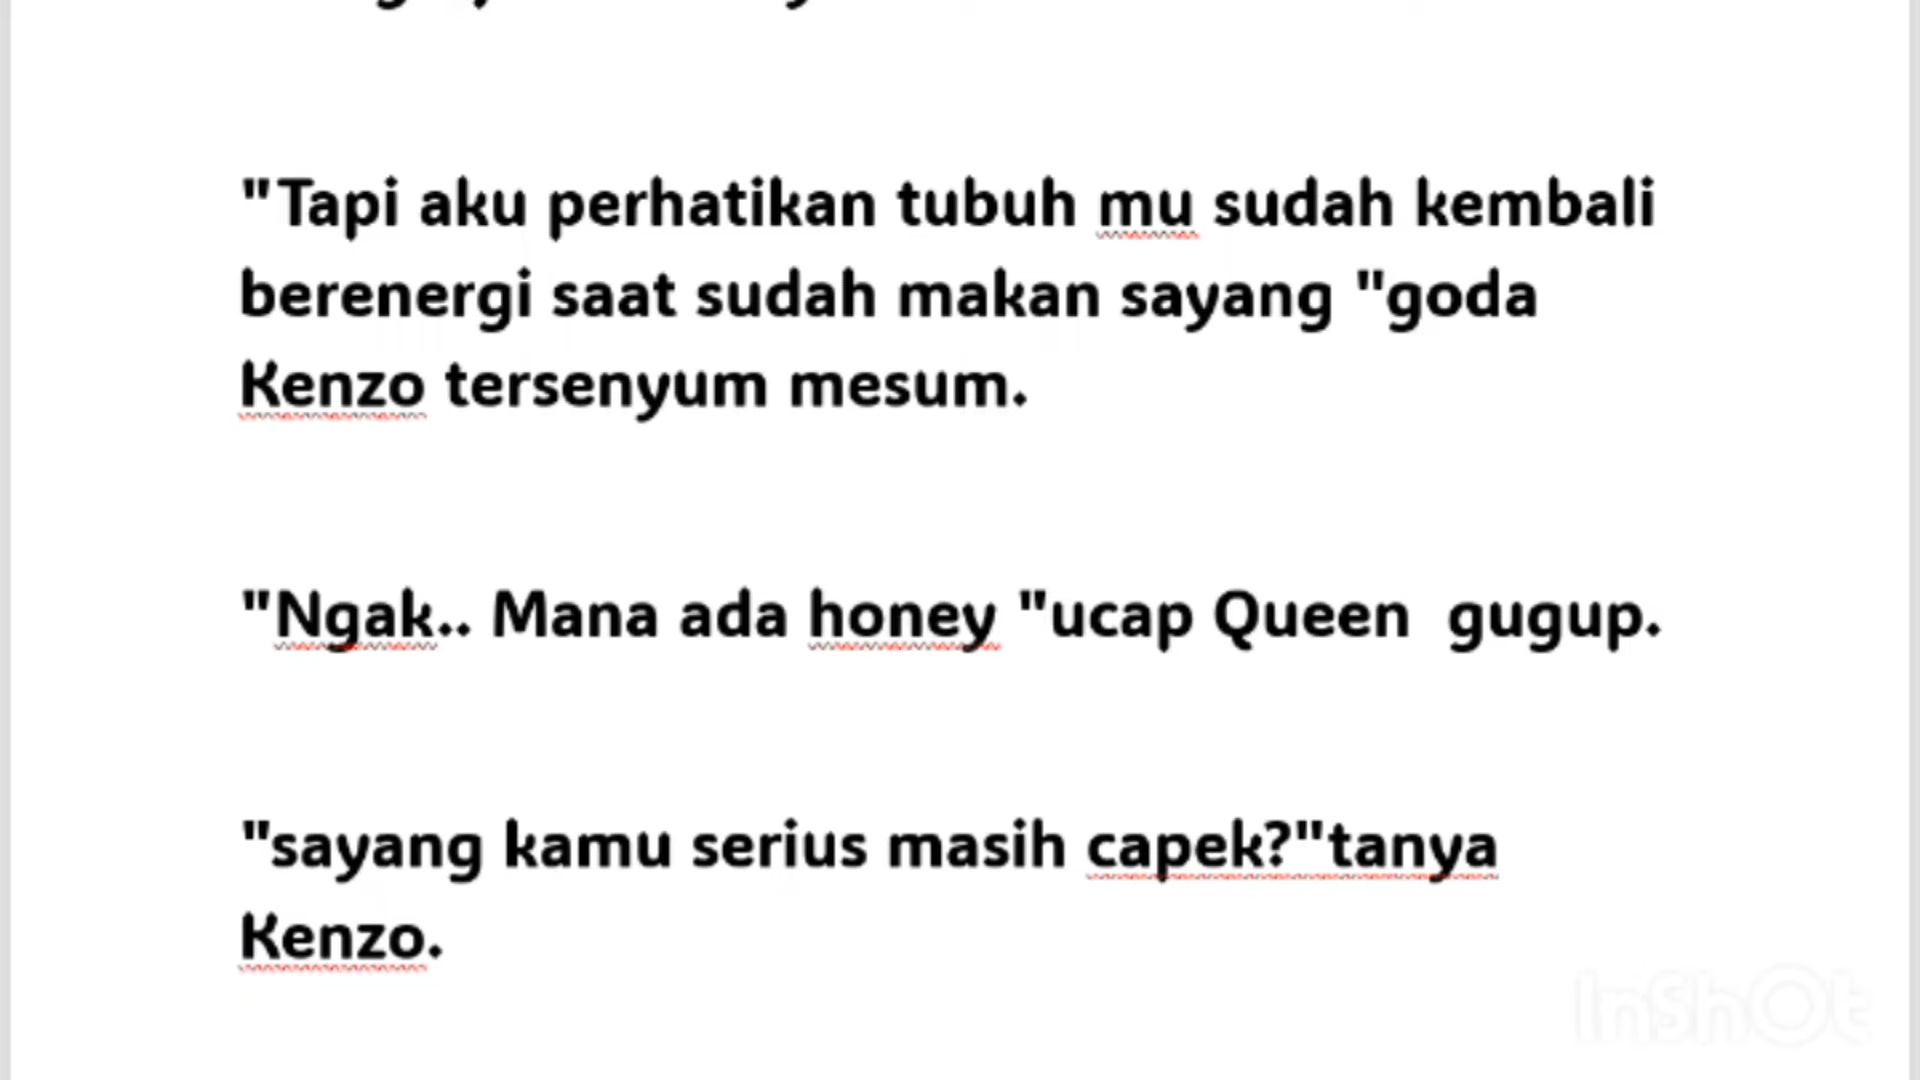 "Tapi aku perhatikan tubuh mu sudah kembali
berenergi saat sudah makan sayang "goda
Kenzo tersenyum mesum.
"Ngak.. Mana ada honey "ucap Queen  gugup.
"sayang kamu serius masih capek?"tanya
Kenzo.
InShOt